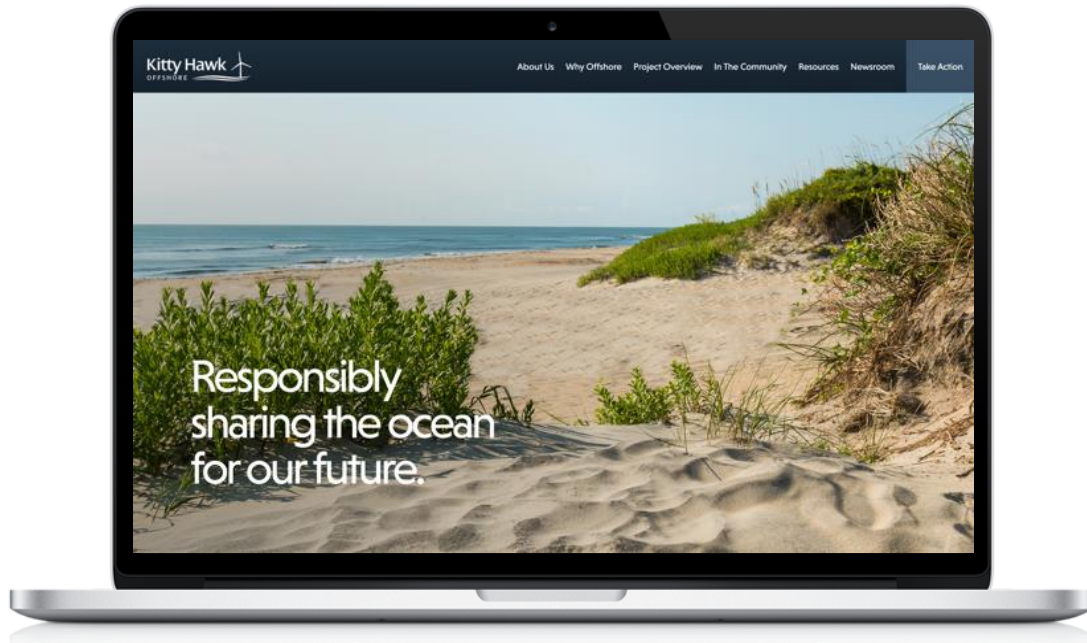 Kitty Hawk
OFFSHORE
About Us Why Offshore Project Overview In The Community Resources Newsroom Take Action
Responsibly
sharing the ocean
for our future.